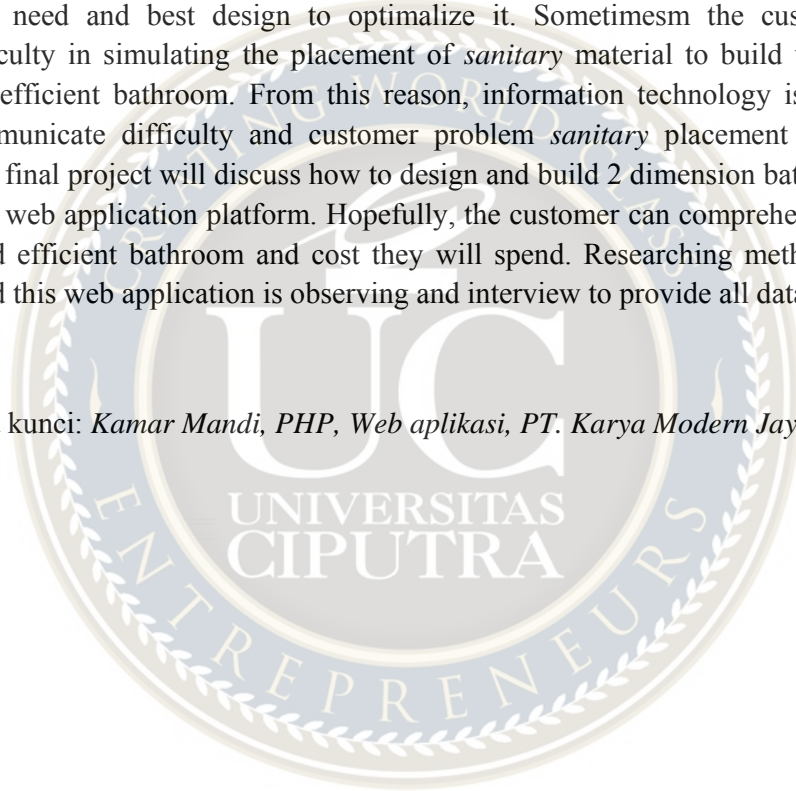 need and best design to optimalize it. Sometimesm the cus
culty in simulating the placement of sanitary material to build
efficient bathroom. From this reason, information technology is
municate difficulty and customer problem sanitary placement
final project will discuss how to design and build 2 dimension bat
web application platform. Hopefully, the customer can comprehe
d efficient bathroom and cost they will spend. Researching meth
d this web application is observing and interview to provide all data
kunci: Kamar Mandi, PHP, Web aplikasi, PT. Karya Modern Jay
CREATING WORLD CLASS
UC
UNIVERSITAS
CIPUTRA
ENTREPRENEURS